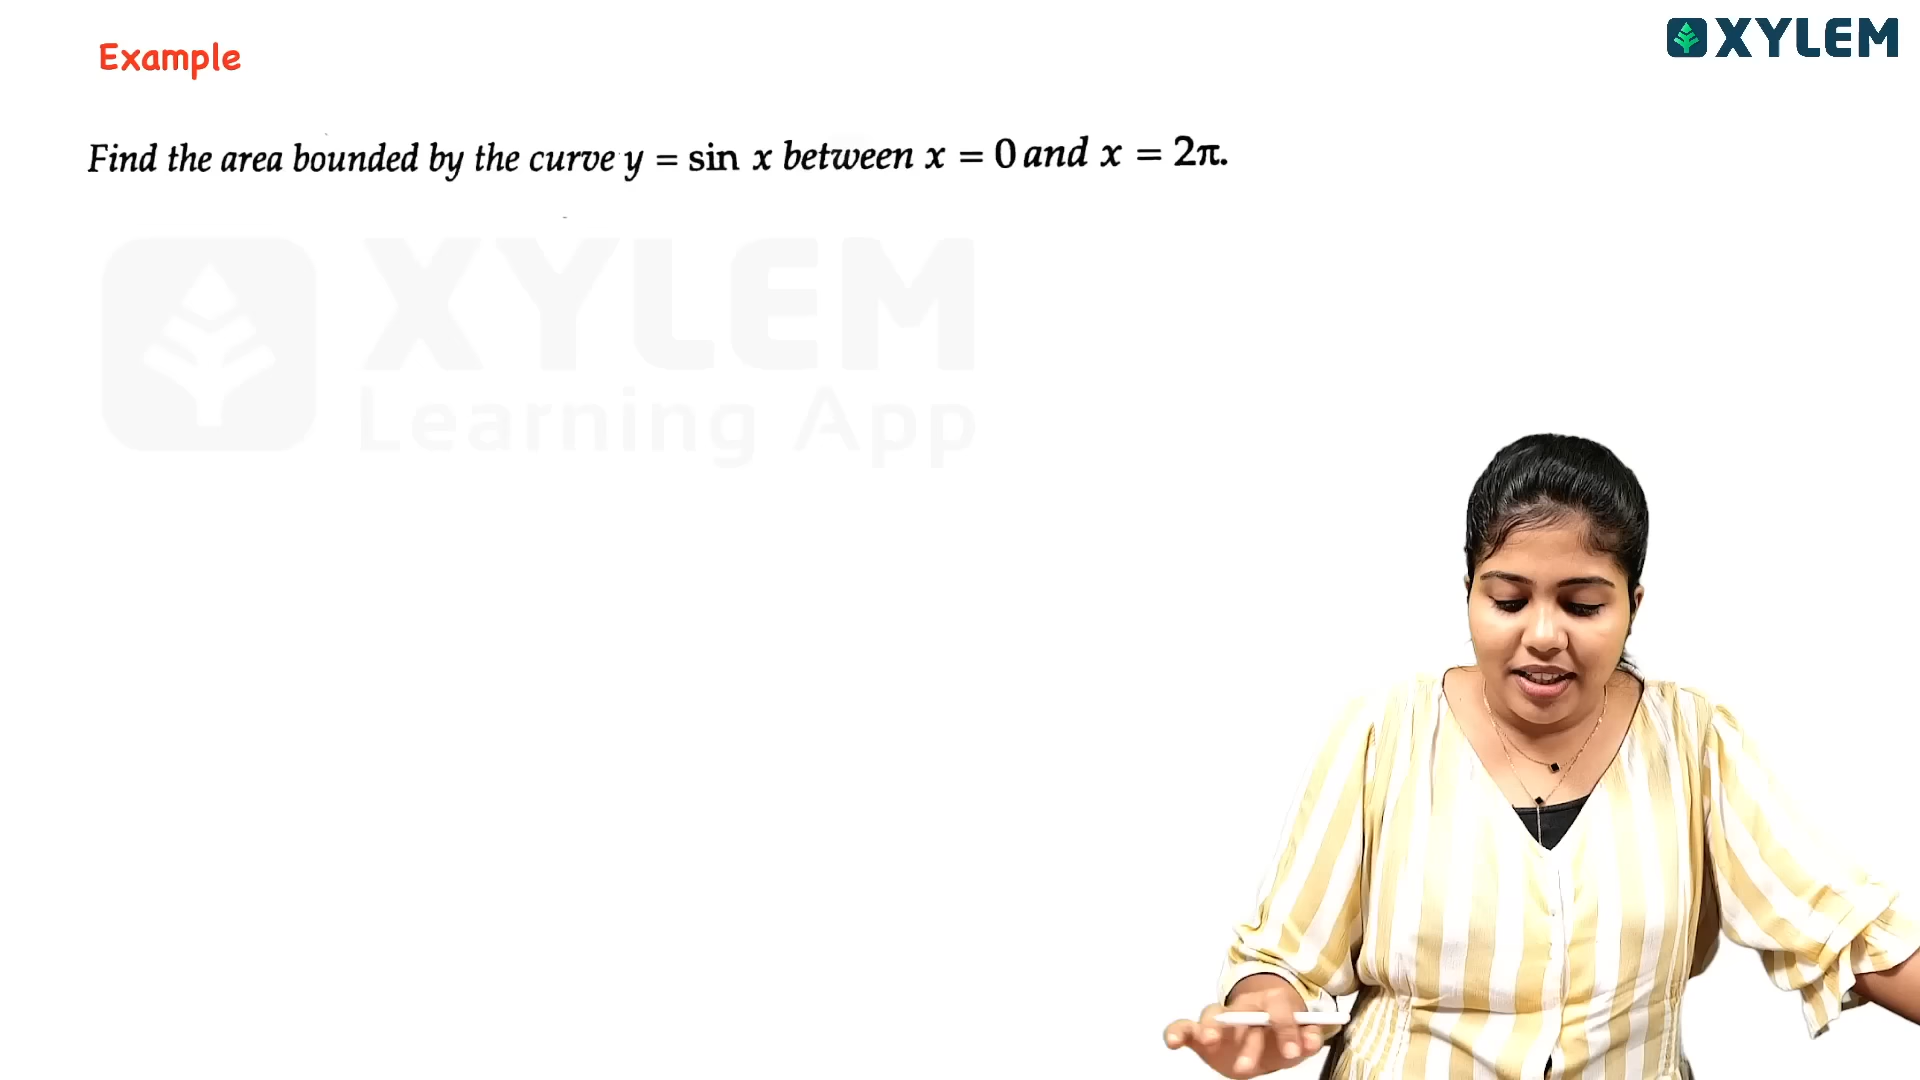 Example
XYLEM
Find the area bounded by the curve y = sin x between x = 0 and x = 2π.
XYLEM
Learning App